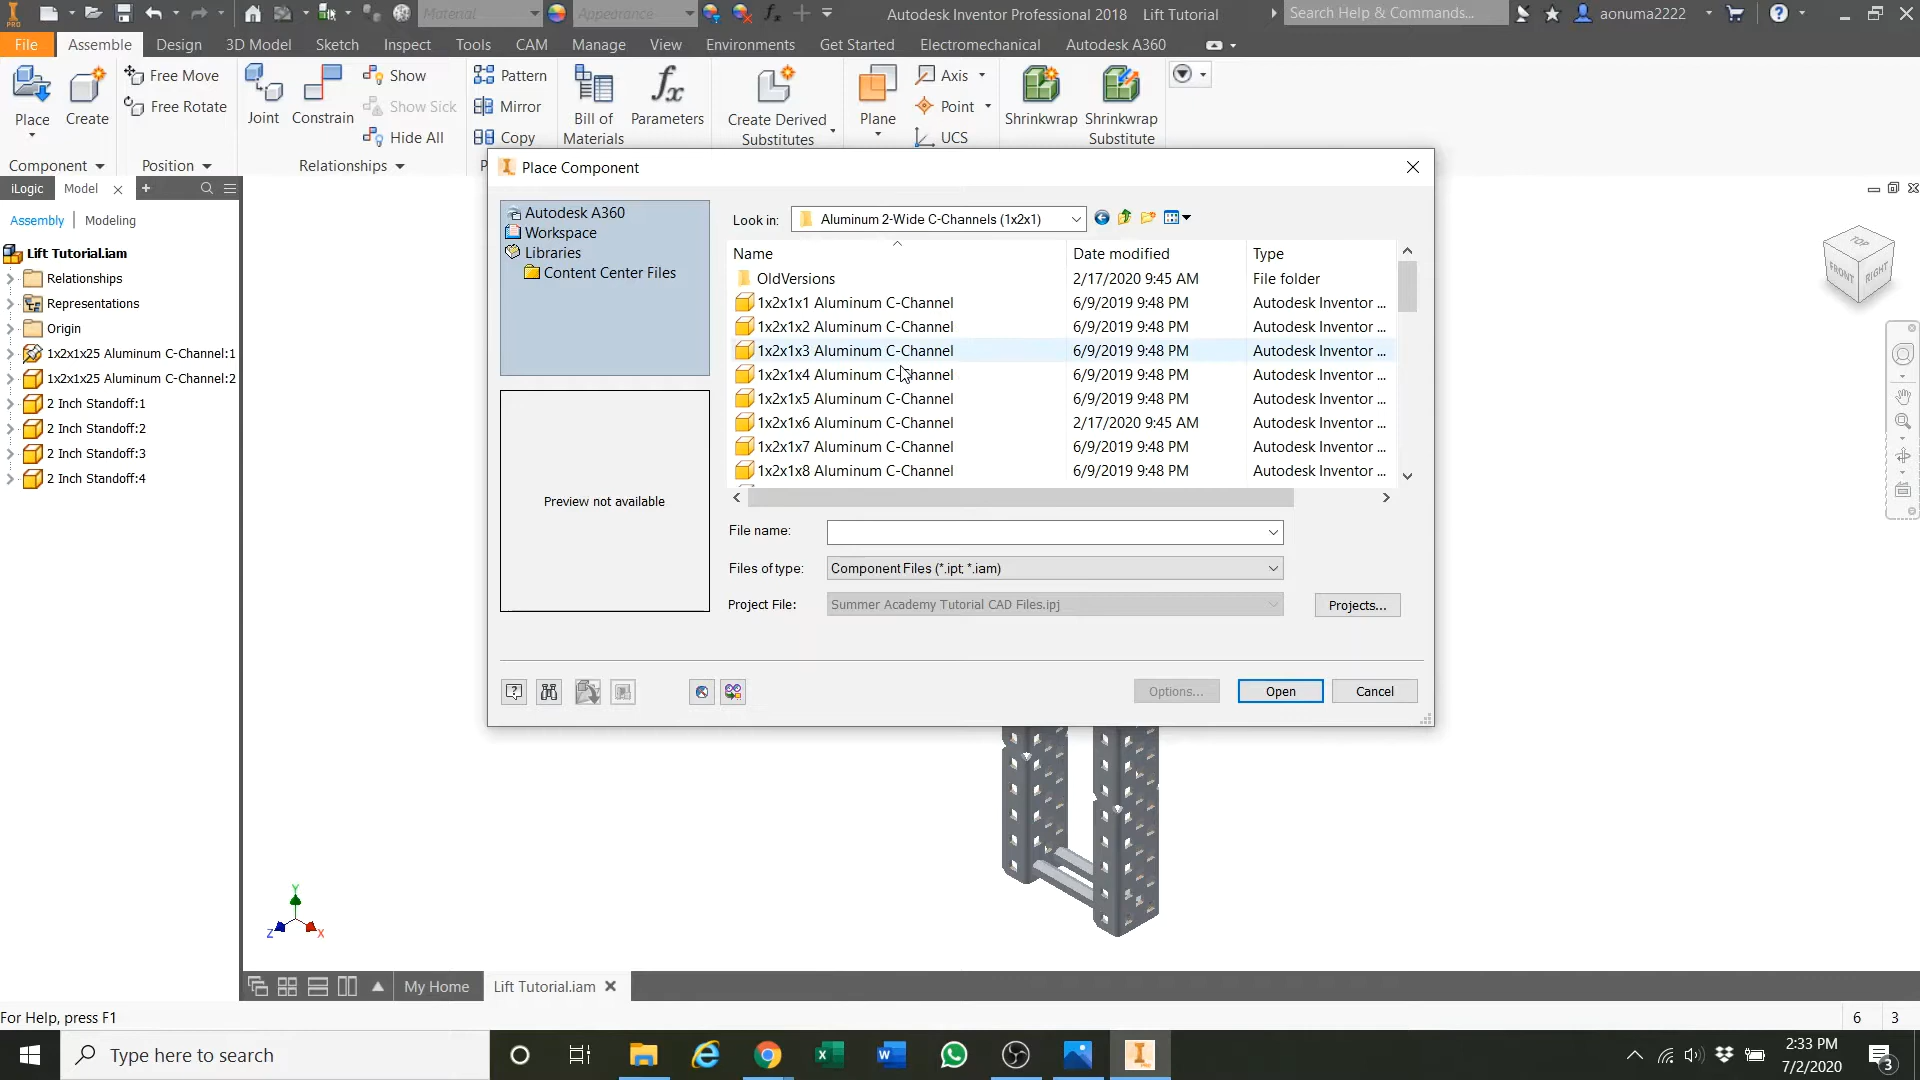 Material
Appearance
Autodesk Inventor Professional 2018 Lift Tutorial
Search Help & Commands...
aonuma2222
File Assemble Design 3D Model Sketch Inspect Tools CAM Manage View Environments Get Started Electromechanical Autodesk A360
Place
Create
Free Move
Free Rotate
Joint
Constrain
Show
Show Sick
Hide All
Pattern
Mirror
Copy
Bill of
Materials
Parameters
Create Derived
Substitutes
Plane
Axis
Point
UCS
Shrinkwrap
Shrinkwrap
Substitute
Component Position Relationships
iLogic Model
Assembly Modeling
Lift Tutorial.iam
Relationships
Representations
Origin
1x2x1x25 Aluminum C-Channel:1
1x2x1x25 Aluminum C-Channel:2
2 Inch Standoff:1
2 Inch Standoff:2
2 Inch Standoff:3
2 Inch Standoff:4
Place Component
Autodesk A360
Workspace
Libraries
Content Center Files
Preview not available
Look in: Aluminum 2-Wide C-Channels (1x2x1)
Name Date modified Type
OldVersions 2/17/2020 9:45 AM File folder
1x2x1x1 Aluminum C-Channel 6/9/2019 9:48 PM Autodesk Inventor ...
1x2x1x2 Aluminum C-Channel 6/9/2019 9:48 PM Autodesk Inventor ...
1x2x1x3 Aluminum C-Channel 6/9/2019 9:48 PM Autodesk Inventor ...
1x2x1x4 Aluminum C-Channel 6/9/2019 9:48 PM Autodesk Inventor ...
1x2x1x5 Aluminum C-Channel 6/9/2019 9:48 PM Autodesk Inventor ...
1x2x1x6 Aluminum C-Channel 2/17/2020 9:45 AM Autodesk Inventor ...
1x2x1x7 Aluminum C-Channel 6/9/2019 9:48 PM Autodesk Inventor ...
1x2x1x8 Aluminum C-Channel 6/9/2019 9:48 PM Autodesk Inventor ...
File name:
Files of type: Component Files (*.ipt; *.iam)
Project File: Summer Academy Tutorial CAD Files.ipj
Projects...
Options... Open Cancel
TOP
FRONT RIGHT
Y
Z X
My Home Lift Tutorial.iam
For Help, press F1
6 3
Type here to search
2:33 PM
7/2/2020
3